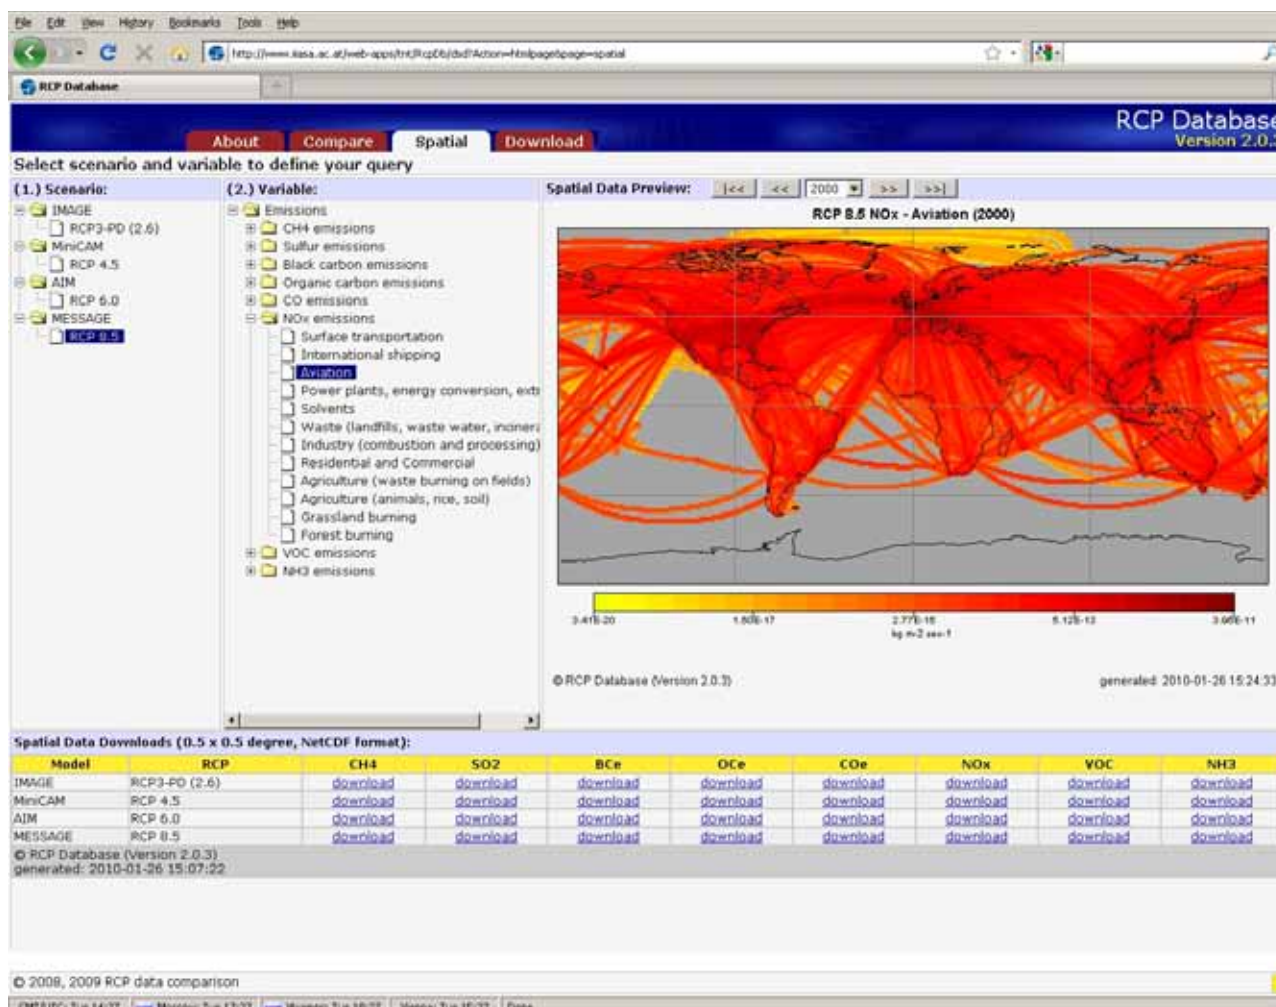 File Edit View History Bookmarks Tools Help
RCP Database
RCP Database
Version 2.0.3
About Compare Spatial Download
Select scenario and variable to define your query
(1.) Scenario:
IMAGE
RCP3-PD (2.6)
MiniCAM
RCP 4.5
AIM
RCP 6.0
MESSAGE
RCP 8.5
(2.) Variable:
Emissions
CH4 emissions
Sulfur emissions
Black carbon emissions
Organic carbon emissions
CO emissions
NOx emissions
Surface transportation
International shipping
Aviation
Power plants, energy conversion, extr
Solvents
Waste (landfills, waste water, incinera
Industry (combustion and processing)
Residential and Commercial
Agriculture (waste burning on fields)
Agriculture (animals, rice, soil)
Grassland burning
Forest burning
VOC emissions
NH3 emissions
Spatial Data Preview: |<< << 2000 >> >>|
RCP 8.5 NOx - Aviation (2000)
kg m-2 sec-1
© RCP Database (Version 2.0.3) generated: 2010-01-26 15:24:33
Spatial Data Downloads (0.5 x 0.5 degree, NetCDF format):
Model RCP CH4 SO2 BCe OCe COe NOx VOC NH3
IMAGE RCP3-PD (2.6) download download download download download download download download
MiniCAM RCP 4.5 download download download download download download download download
AIM RCP 6.0 download download download download download download download download
MESSAGE RCP 8.5 download download download download download download download download
© RCP Database (Version 2.0.3)
generated: 2010-01-26 15:07:22
© 2008, 2009 RCP data comparison